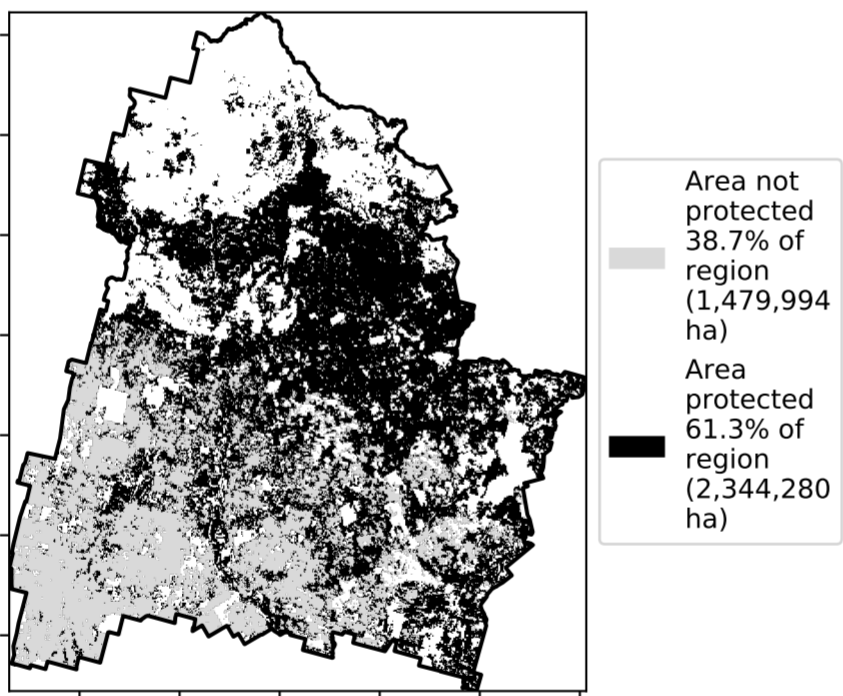 Area not
protected
38.7% of
region
(1,479,994
ha)
Area
protected
61.3% of
region
(2,344,280
ha)